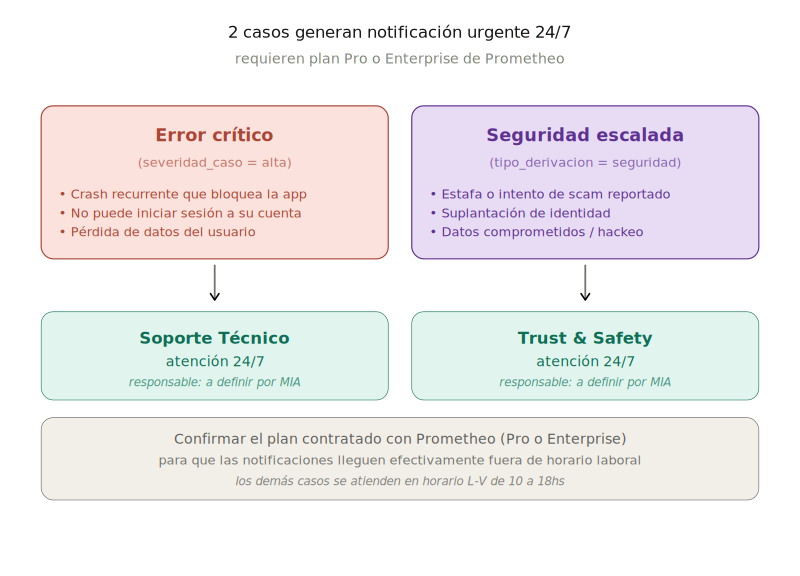 2 casos generan notificación urgente 24/7
requieren plan Pro o Enterprise de Prometheo
Error crítico
(severidad_caso = alta)
• Crash recurrente que bloquea la app
• No puede iniciar sesión a su cuenta
• Pérdida de datos del usuario
Seguridad escalada
(tipo_derivacion = seguridad)
• Estafa o intento de scam reportado
• Suplantación de identidad
• Datos comprometidos / hackeo
Soporte Técnico
atención 24/7
responsable: a definir por MIA
Trust & Safety
atención 24/7
responsable: a definir por MIA
Confirmar el plan contratado con Prometheo (Pro o Enterprise)
para que las notificaciones lleguen efectivamente fuera de horario laboral
los demás casos se atienden en horario L-V de 10 a 18hs